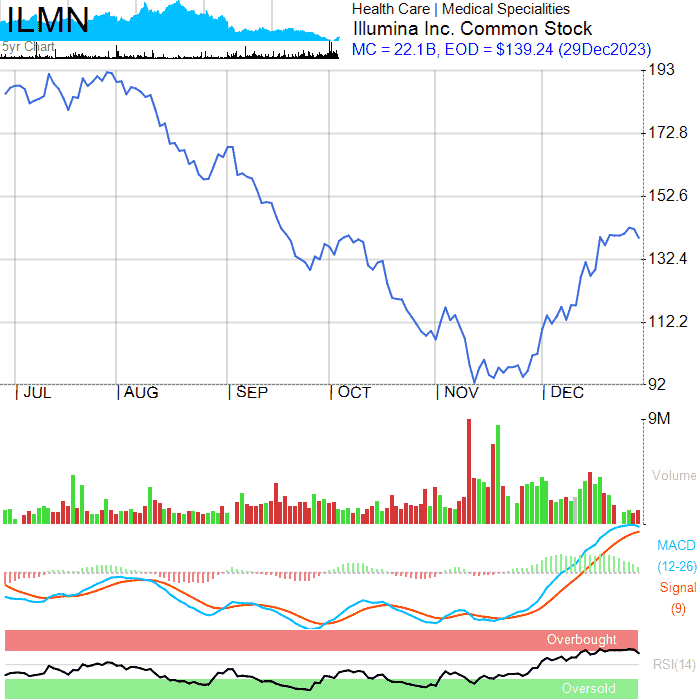 ILMN
5yr Chart
Health Care | Medical Specialities
Illumina Inc. Common Stock
MC = 22.1B, EOD = $139.24 (29Dec2023)
193
172.8
152.6
132.4
112.2
92
JUL AUG SEP OCT NOV DEC
9M
Volume
MACD
(12-26)
Signal
(9)
Overbought
RSI(14)
Oversold